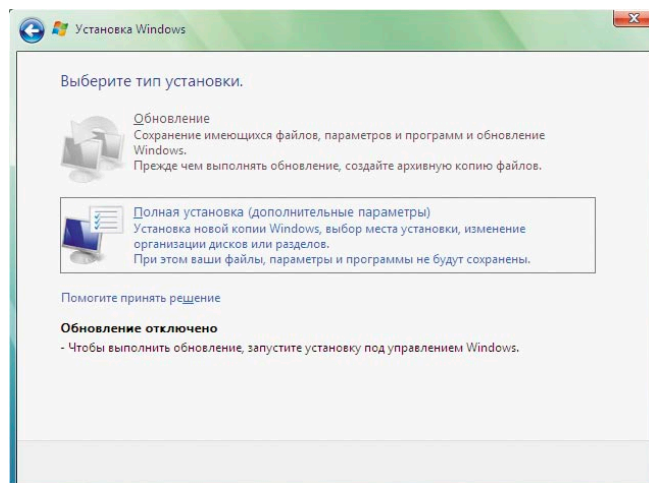 Установка Windows
Выберите тип установки.
Обновление
Сохранение имеющихся файлов, параметров и программ и обновление
Windows.
Прежде чем выполнять обновление, создайте архивную копию файлов.
Полная установка (дополнительные параметры)
Установка новой копии Windows, выбор места установки, изменение
организации дисков или разделов.
При этом ваши файлы, параметры и программы не будут сохранены.
Помогите принять решение
Обновление отключено
- Чтобы выполнить обновление, запустите установку под управлением Windows.